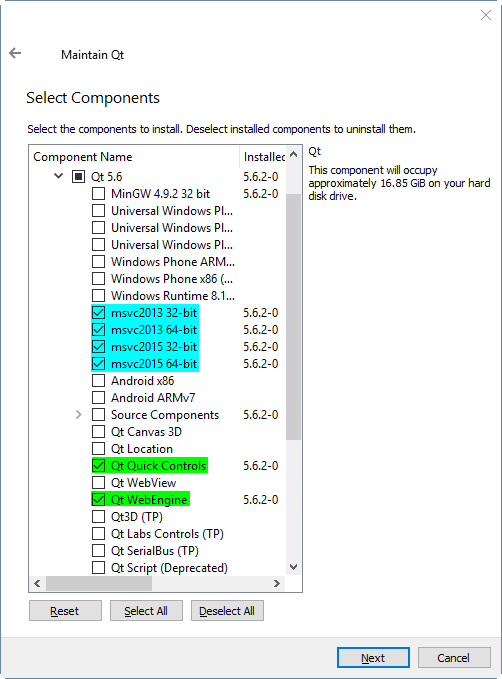 Maintain Qt
Select Components
Select the components to install. Deselect installed components to uninstall them.
Component Name Installed
Qt 5.6 5.6.2-0
MinGW 4.9.2 32 bit 5.6.2-0
Universal Windows Pl...
Universal Windows Pl...
Universal Windows Pl...
Windows Phone ARM...
Windows Phone x86 (...
Windows Runtime 8.1...
msvc2013 32-bit 5.6.2-0
msvc2013 64-bit 5.6.2-0
msvc2015 32-bit 5.6.2-0
msvc2015 64-bit 5.6.2-0
Android x86
Android ARMv7
Source Components 5.6.2-0
Qt Canvas 3D
Qt Location
Qt Quick Controls 5.6.2-0
Qt WebView
Qt WebEngine 5.6.2-0
Qt3D (TP)
Qt Labs Controls (TP)
Qt SerialBus (TP)
Qt Script (Deprecated)
Qt
This component will occupy
approximately 16.85 GiB on your hard
disk drive.
Reset Select All Deselect All
Next Cancel